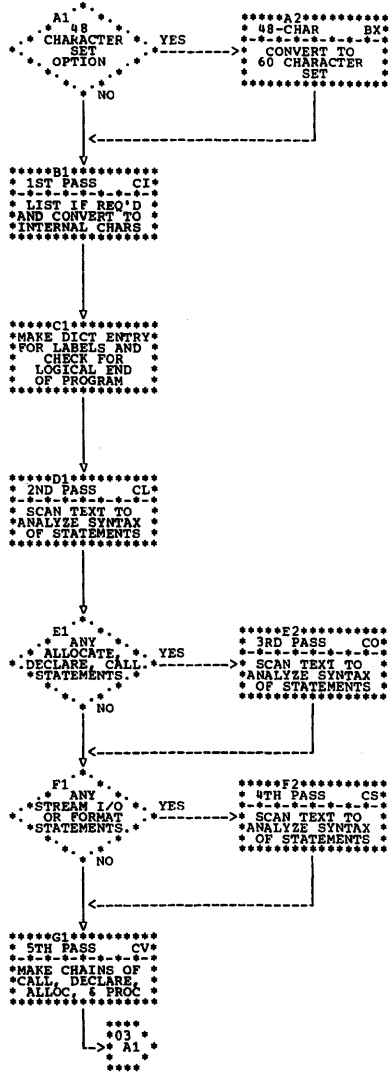 A1
48
CHARACTER
SET
OPTION
YES
NO
A2
48-CHAR BX
CONVERT TO
60 CHARACTER
SET
B1
1ST PASS CI
LIST IF REQ'D
AND CONVERT TO
INTERNAL CHARS
C1
MAKE DICT ENTRY
FOR LABELS AND
CHECK FOR
LOGICAL END
OF PROGRAM
D1
2ND PASS CL
SCAN TEXT TO
ANALYZE SYNTAX
OF STATEMENTS
E1
ANY
ALLOCATE,
DECLARE, CALL
STATEMENTS
YES
NO
E2
3RD PASS CO
SCAN TEXT TO
ANALYZE SYNTAX
OF STATEMENTS
F1
ANY
STREAM I/O
OR FORMAT
STATEMENTS
YES
NO
F2
4TH PASS CS
SCAN TEXT TO
ANALYZE SYNTAX
OF STATEMENTS
G1
5TH PASS CV
MAKE CHAINS OF
CALL, DECLARE,
ALLOC, & PROC
03
A1